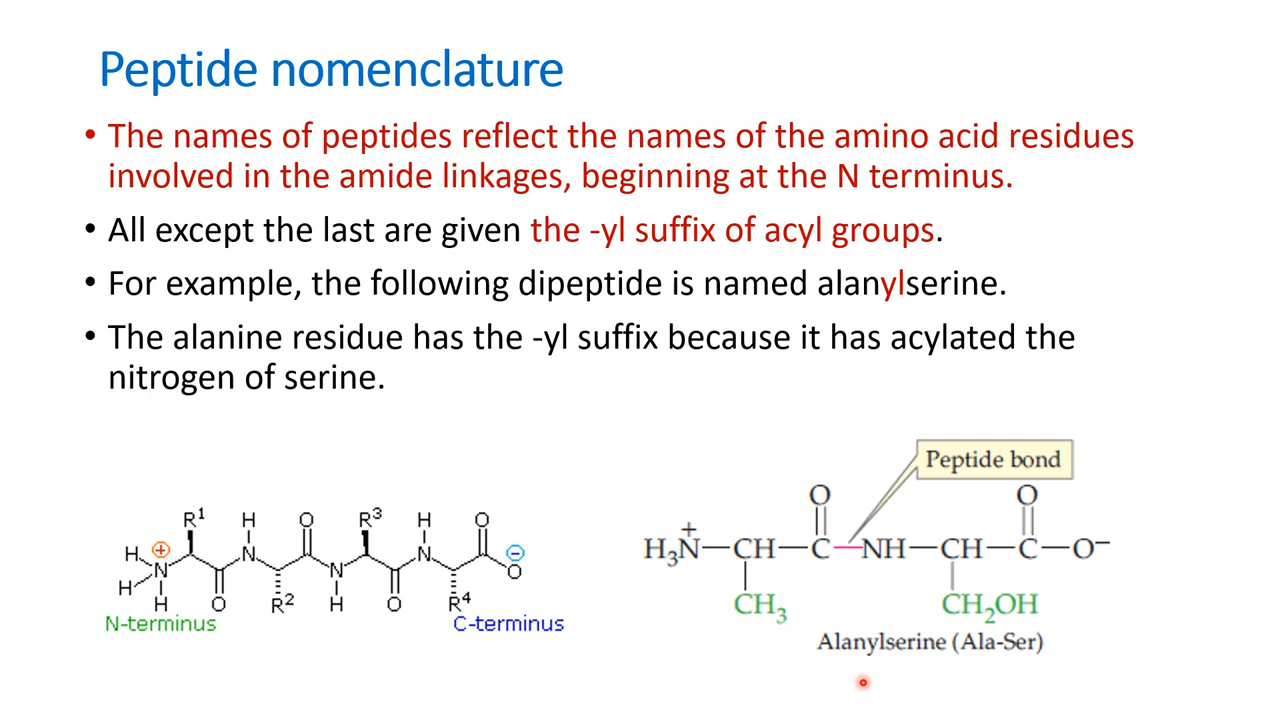 Peptide nomenclature
• The names of peptides reflect the names of the amino acid residues
involved in the amide linkages, beginning at the N terminus.
• All except the last are given the -yl suffix of acyl groups.
• For example, the following dipeptide is named alanylserine.
• The alanine residue has the -yl suffix because it has acylated the
nitrogen of serine.
R¹ H O R³ H O
H ⊕ N N ⊖
H N N O
H O R² H O R⁴
N-terminus C-terminus
Peptide bond
O O
H₃N⁺—CH—C—NH—CH—C—O⁻
CH₃ CH₂OH
Alanylserine (Ala-Ser)